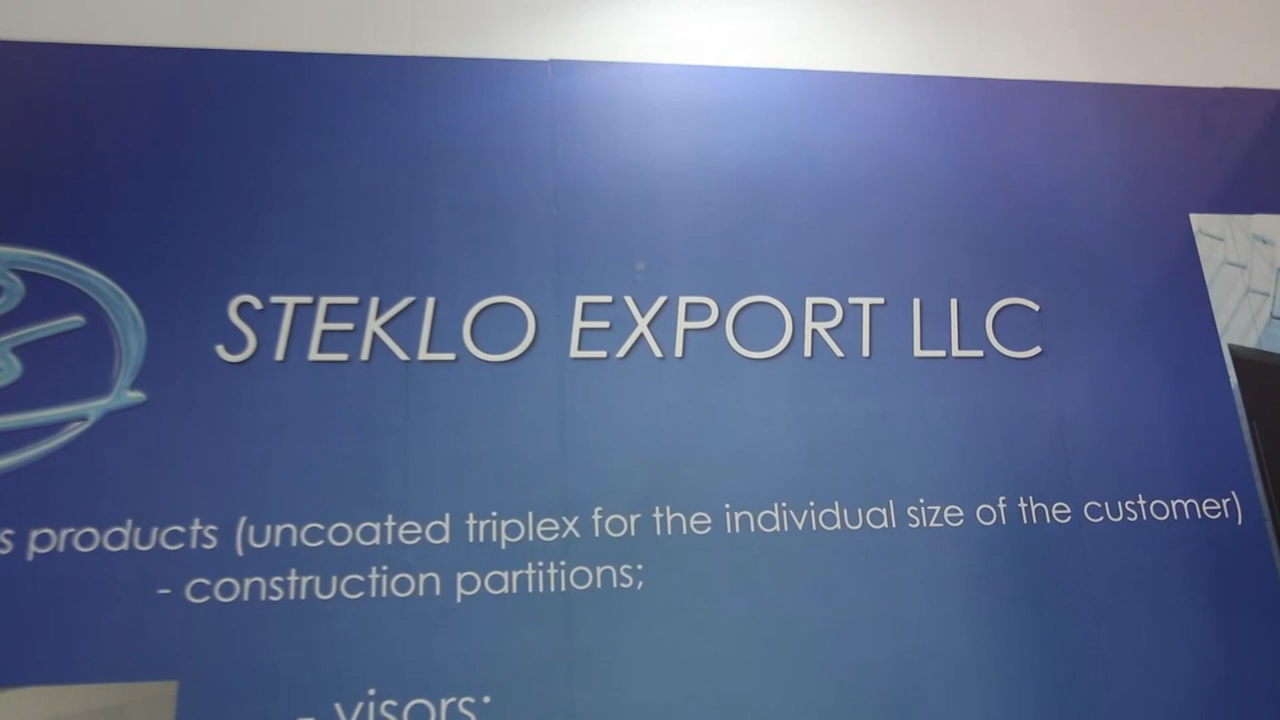 STEKLO EXPORT LLC
products (uncoated triplex for the individual size of the customer)
- construction partitions;
- visors;